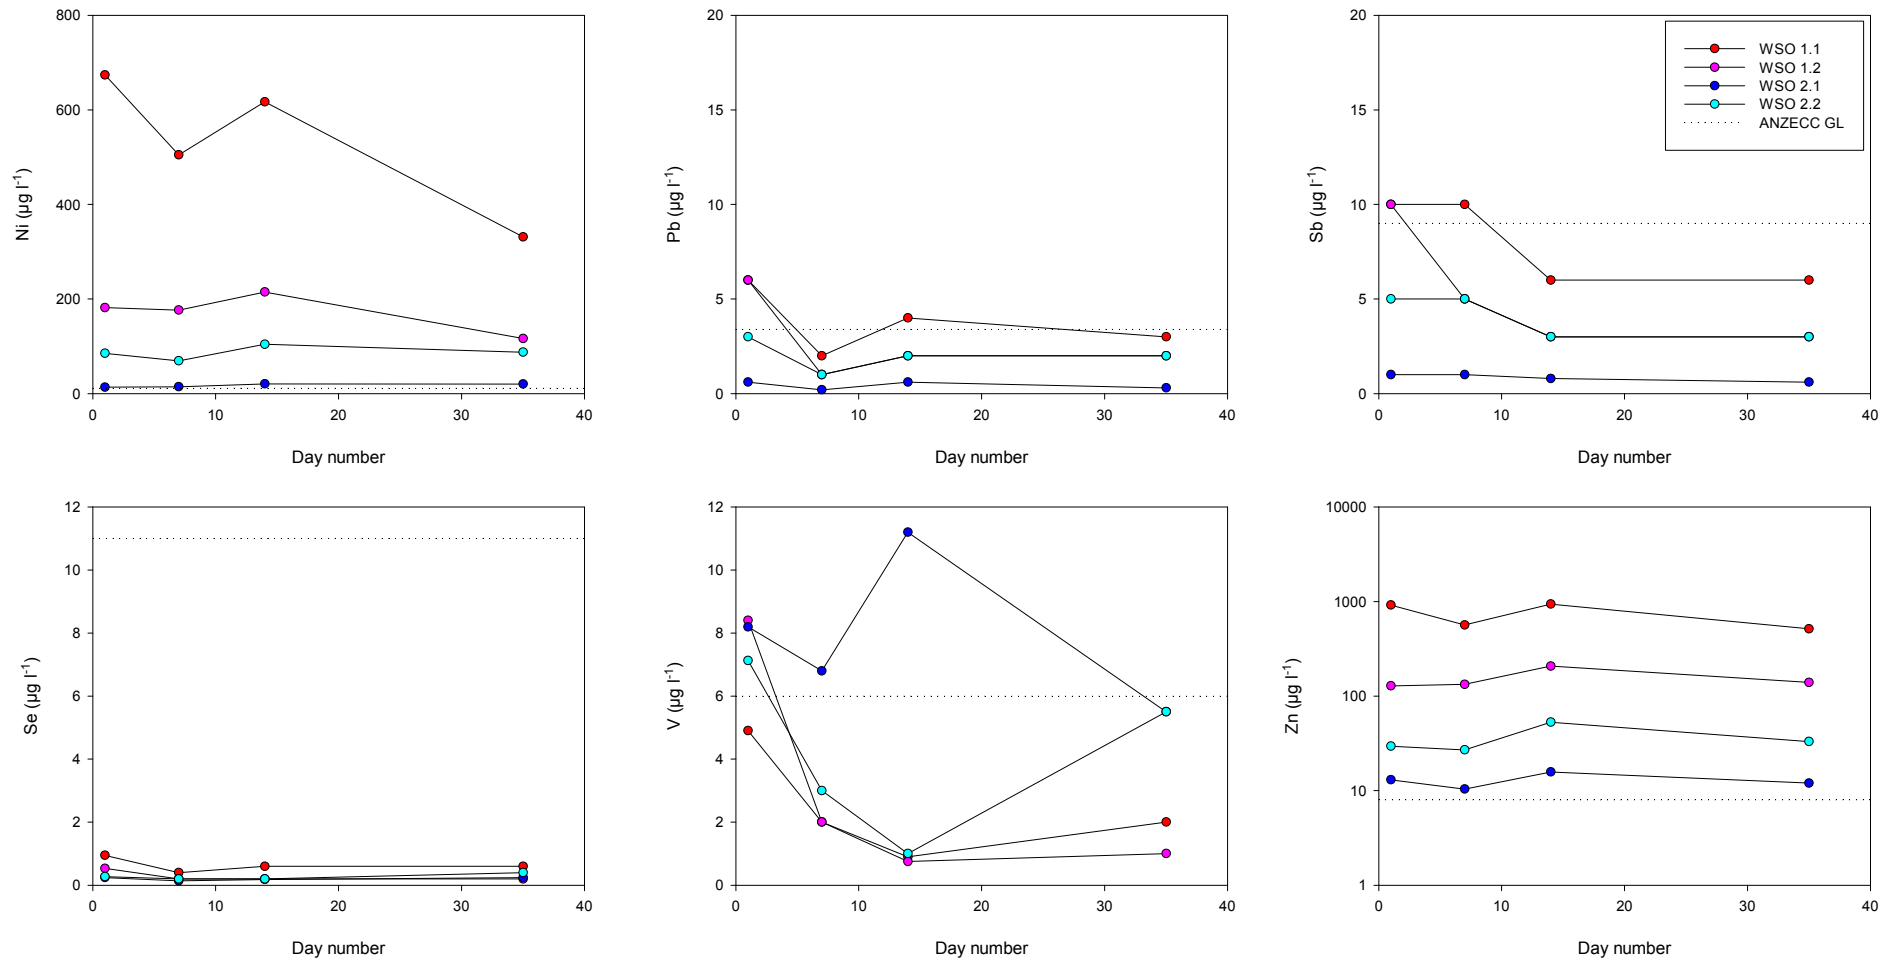 800
600
400
200
0
Ni (µg l⁻¹)
0 10 20 30 40
Day number
20
15
10
5
0
Pb (µg l⁻¹)
0 10 20 30 40
Day number
20
15
10
5
0
Sb (µg l⁻¹)
0 10 20 30 40
Day number
WSO 1.1
WSO 1.2
WSO 2.1
WSO 2.2
ANZECC GL
12
10
8
6
4
2
0
Se (µg l⁻¹)
0 10 20 30 40
Day number
12
10
8
6
4
2
0
V (µg l⁻¹)
0 10 20 30 40
Day number
10000
1000
100
10
1
Zn (µg l⁻¹)
0 10 20 30 40
Day number